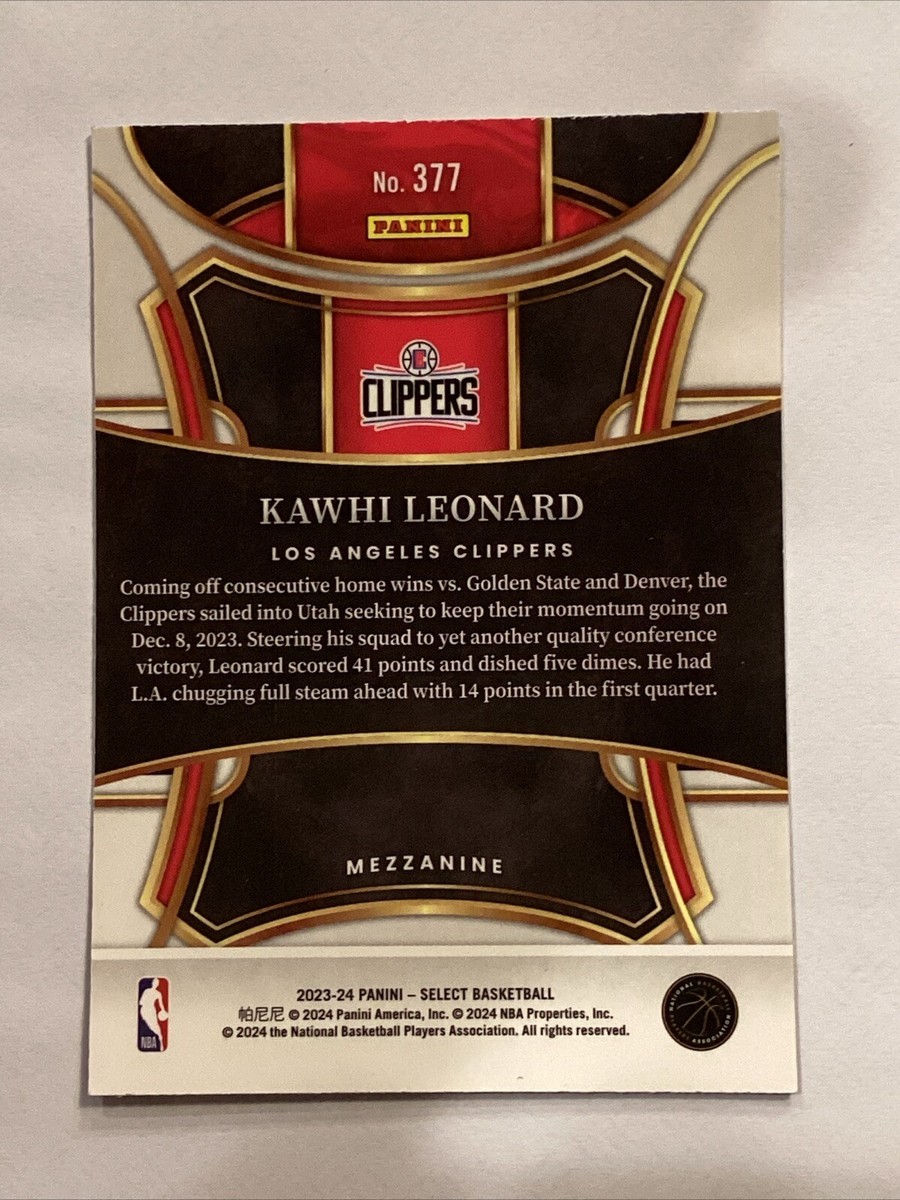 No. 377
PANINI
CLIPPERS
KAWHI LEONARD
LOS ANGELES CLIPPERS
Coming off consecutive home wins vs. Golden State and Denver, the
Clippers sailed into Utah seeking to keep their momentum going on
Dec. 8, 2023. Steering his squad to yet another quality conference
victory, Leonard scored 41 points and dished five dimes. He had
L.A. chugging full steam ahead with 14 points in the first quarter.
MEZZANINE
2023-24 PANINI – SELECT BASKETBALL
帕尼尼 © 2024 Panini America, Inc. © 2024 NBA Properties, Inc.
© 2024 the National Basketball Players Association. All rights reserved.
NBA
NATIONAL BASKETBALL PLAYERS ASSOCIATION